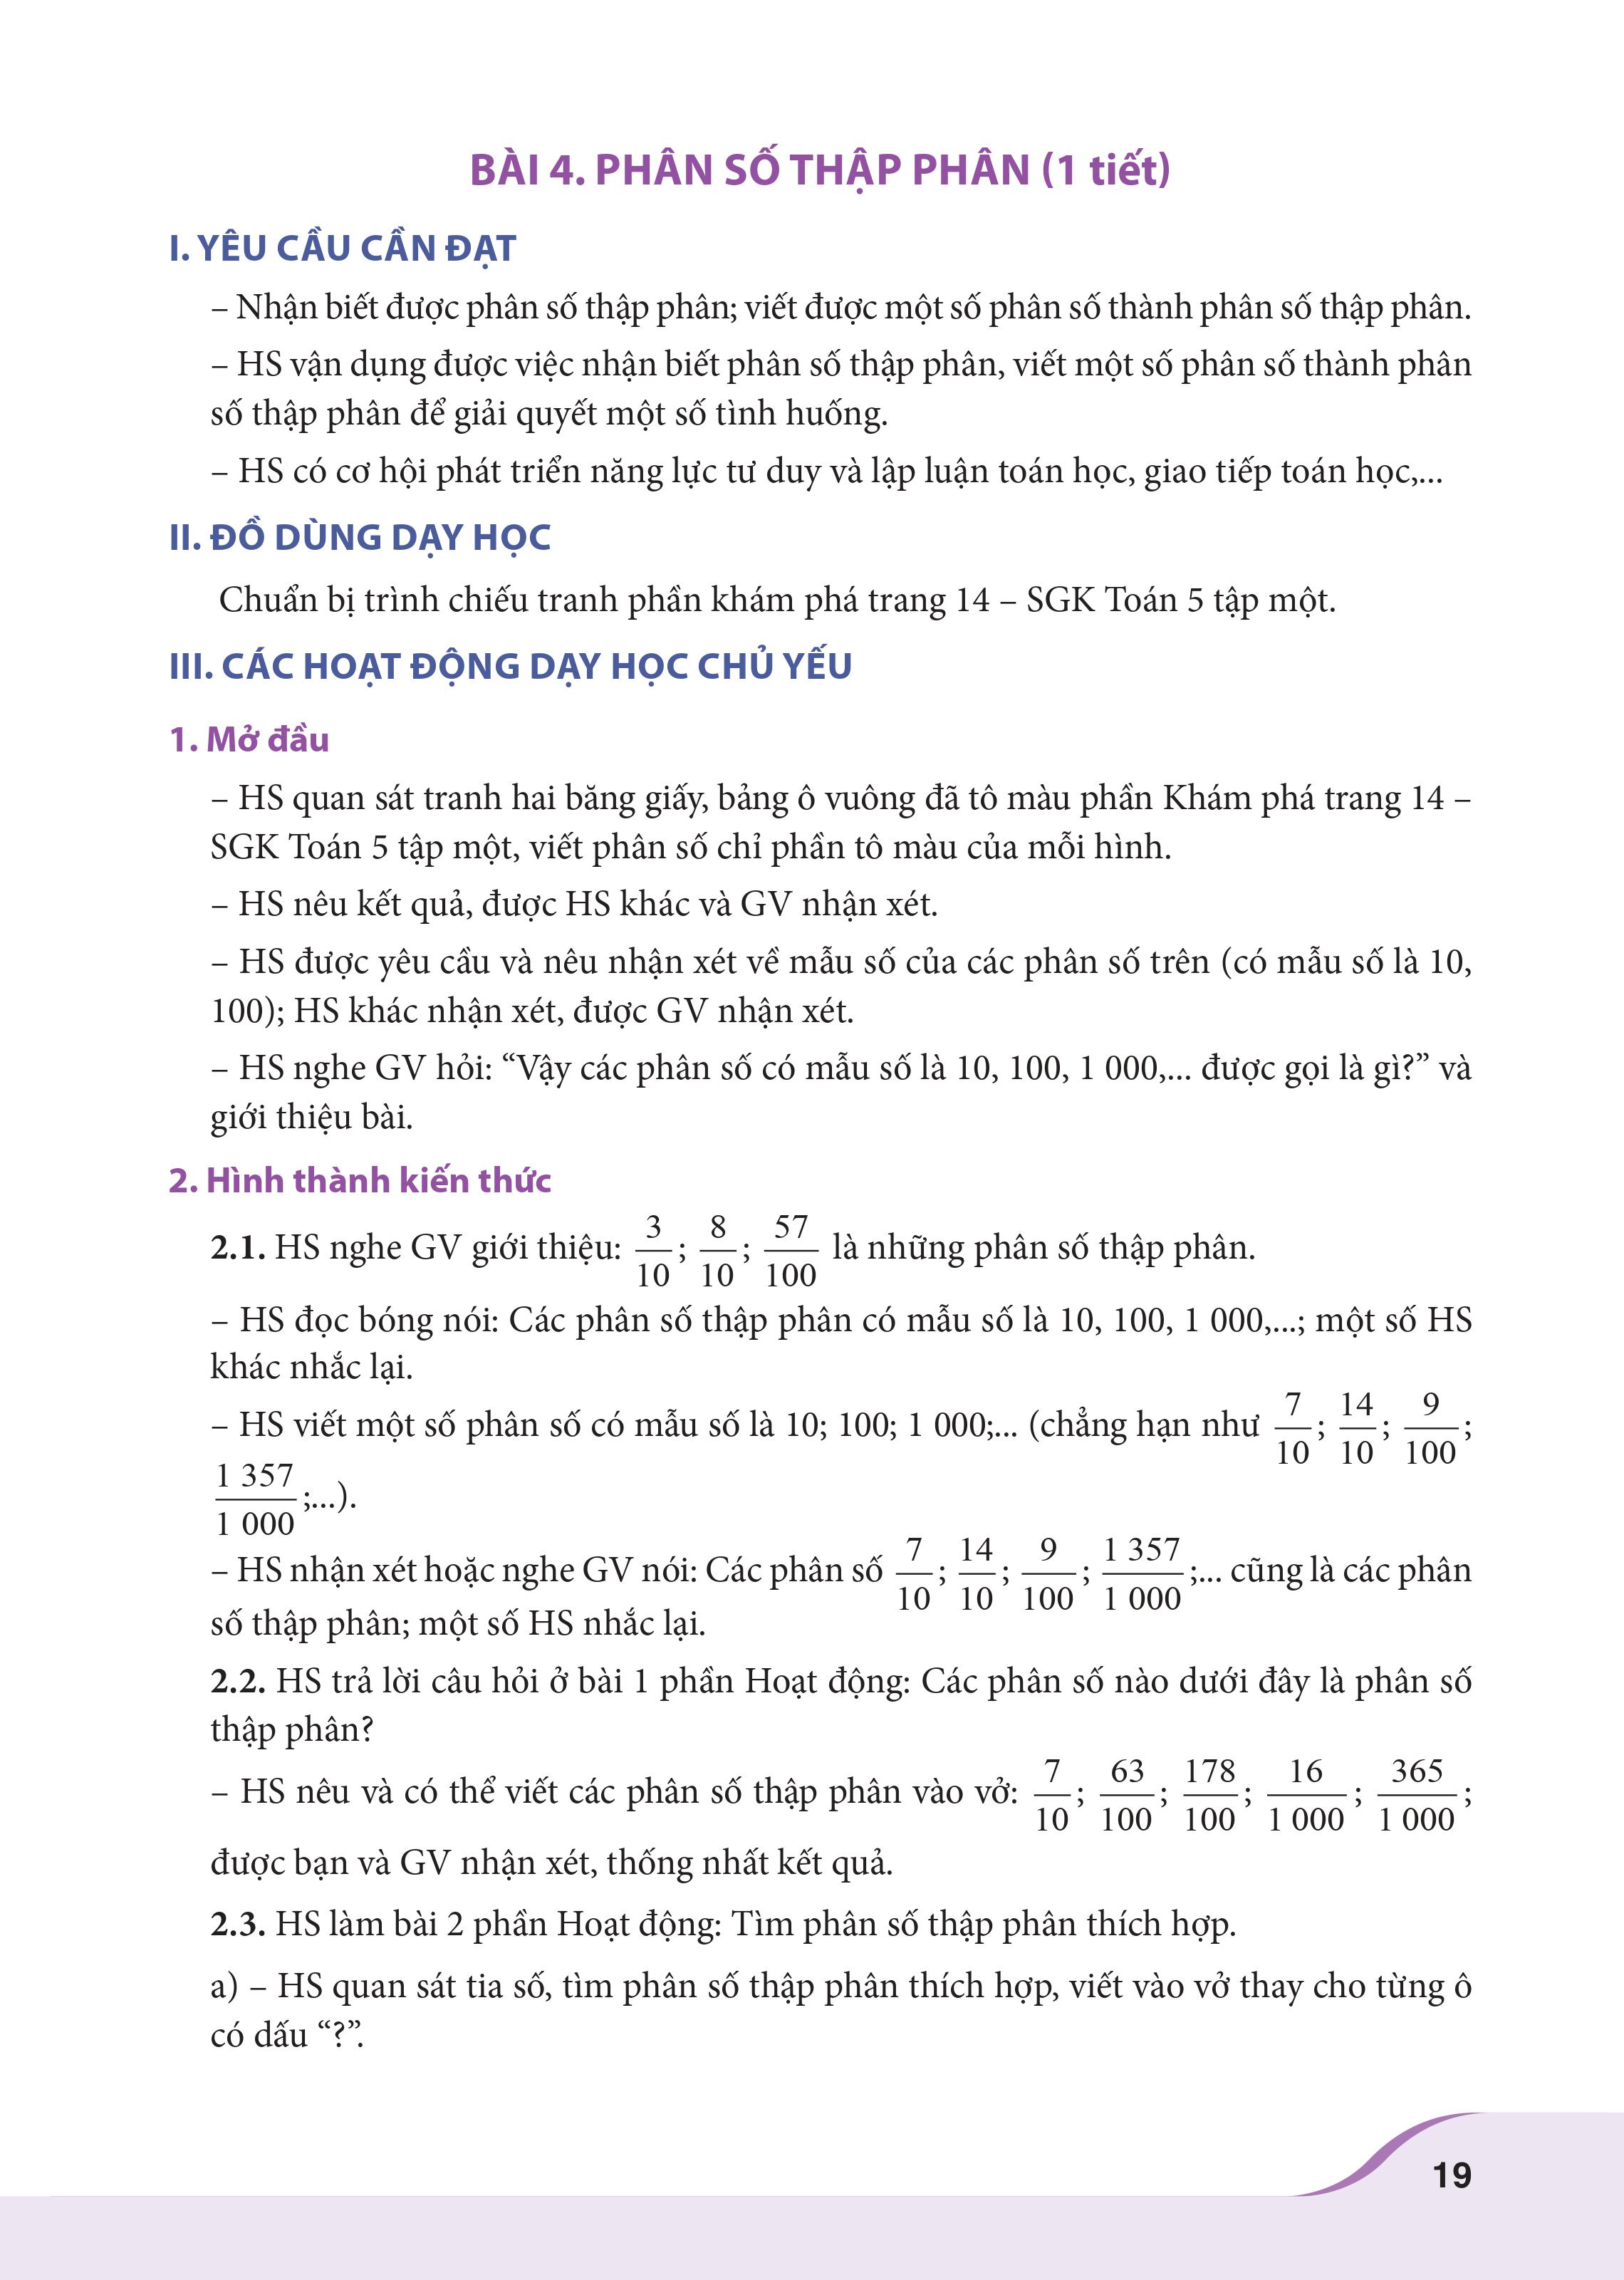 BÀI 4. PHÂN SỐ THẬP PHÂN (1 tiết)
I. YÊU CẦU CẦN ĐẠT
– Nhận biết được phân số thập phân; viết được một số phân số thành phân số thập phân.
– HS vận dụng được việc nhận biết phân số thập phân, viết một số phân số thành phân
số thập phân để giải quyết một số tình huống.
– HS có cơ hội phát triển năng lực tư duy và lập luận toán học, giao tiếp toán học,...
II. ĐỒ DÙNG DẠY HỌC
Chuẩn bị trình chiếu tranh phần khám phá trang 14 – SGK Toán 5 tập một.
III. CÁC HOẠT ĐỘNG DẠY HỌC CHỦ YẾU
1. Mở đầu
– HS quan sát tranh hai băng giấy, bảng ô vuông đã tô màu phần Khám phá trang 14 –
SGK Toán 5 tập một, viết phân số chỉ phần tô màu của mỗi hình.
– HS nêu kết quả, được HS khác và GV nhận xét.
– HS được yêu cầu và nêu nhận xét về mẫu số của các phân số trên (có mẫu số là 10,
100); HS khác nhận xét, được GV nhận xét.
– HS nghe GV hỏi: “Vậy các phân số có mẫu số là 10, 100, 1 000,... được gọi là gì?” và
giới thiệu bài.
2. Hình thành kiến thức
2.1. HS nghe GV giới thiệu: 3/10; 8/10; 57/100 là những phân số thập phân.
– HS đọc bóng nói: Các phân số thập phân có mẫu số là 10, 100, 1 000,...; một số HS
khác nhắc lại.
– HS viết một số phân số có mẫu số là 10; 100; 1 000;... (chẳng hạn như 7/10; 14/10; 9/100;
1 357/1 000;...).
– HS nhận xét hoặc nghe GV nói: Các phân số 7/10; 14/10; 9/100; 1 357/1 000;... cũng là các phân
số thập phân; một số HS nhắc lại.
2.2. HS trả lời câu hỏi ở bài 1 phần Hoạt động: Các phân số nào dưới đây là phân số
thập phân?
– HS nêu và có thể viết các phân số thập phân vào vở: 7/10; 63/100; 178/100; 16/1 000; 365/1 000;
được bạn và GV nhận xét, thống nhất kết quả.
2.3. HS làm bài 2 phần Hoạt động: Tìm phân số thập phân thích hợp.
a) – HS quan sát tia số, tìm phân số thập phân thích hợp, viết vào vở thay cho từng ô
có dấu “?”.
19